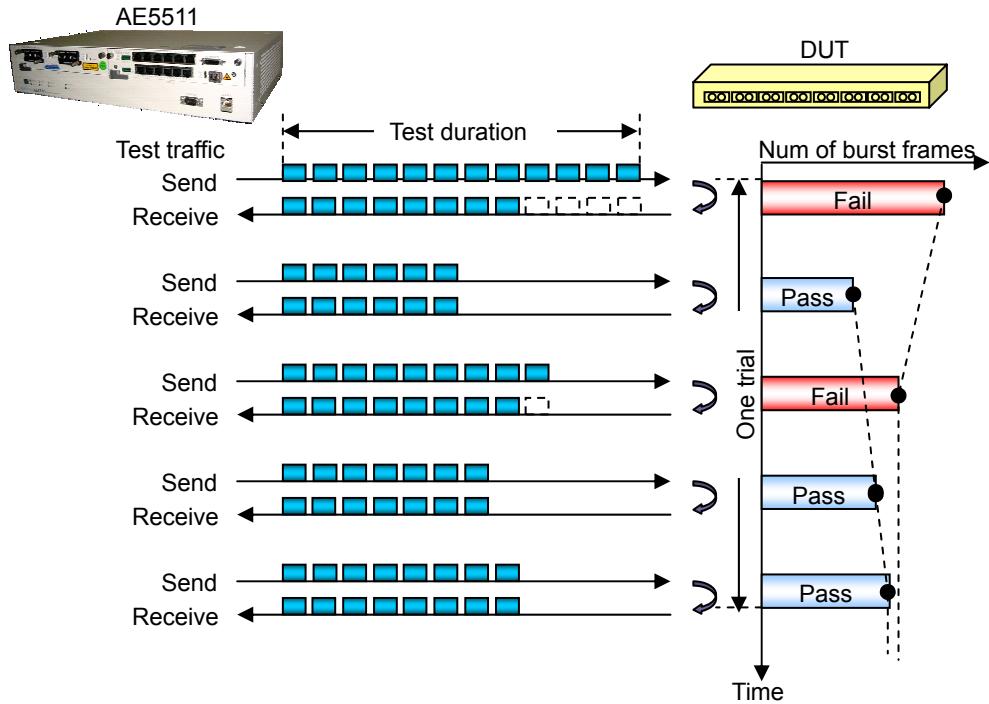 AE5511
DUT
Test duration
Test traffic
Num of burst frames
Send
Receive
Fail
Send
Receive
Pass
Send
Receive
Fail
One trial
Send
Receive
Pass
Send
Receive
Pass
Time